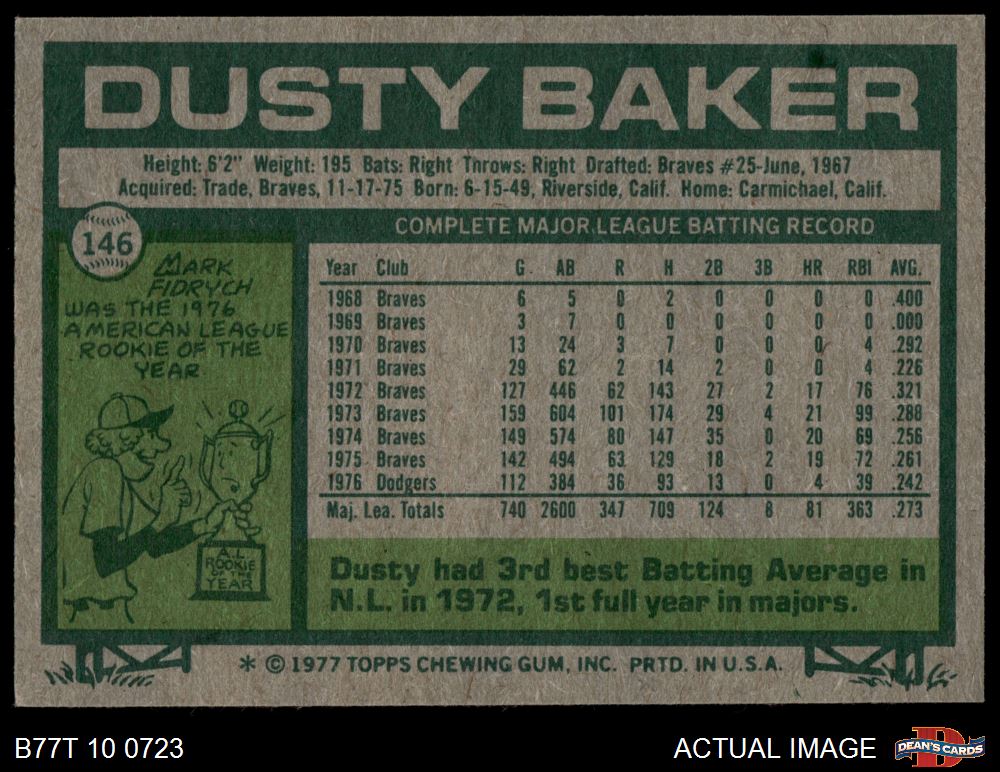 DUSTY BAKER
Height: 6'2" Weight: 195 Bats: Right Throws: Right Drafted: Braves #25-June, 1967
Acquired: Trade, Braves, 11-17-75 Born: 6-15-49, Riverside, Calif. Home: Carmichael, Calif.
146
MARK
FIDRYCH
WAS THE 1976
AMERICAN LEAGUE
ROOKIE OF THE
YEAR
A.L.
ROOKIE
OF THE
YEAR
COMPLETE MAJOR LEAGUE BATTING RECORD
Year Club G. AB R H 2B 3B HR RBI AVG.
1968 Braves 6 5 0 2 0 0 0 0 .400
1969 Braves 3 7 0 0 0 0 0 0 .000
1970 Braves 13 24 3 7 0 0 0 4 .292
1971 Braves 29 62 2 14 2 0 0 4 .226
1972 Braves 127 446 62 143 27 2 17 76 .321
1973 Braves 159 604 101 174 29 4 21 99 .288
1974 Braves 149 574 80 147 35 0 20 69 .256
1975 Braves 142 494 63 129 18 2 19 72 .261
1976 Dodgers 112 384 36 93 13 0 4 39 .242
Maj. Lea. Totals 740 2600 347 709 124 8 81 363 .273
Dusty had 3rd best Batting Average in
N.L. in 1972, 1st full year in majors.
* © 1977 TOPPS CHEWING GUM, INC. PRTD. IN U.S.A.
B77T 10 0723
ACTUAL IMAGE
D
DEAN'S CARDS